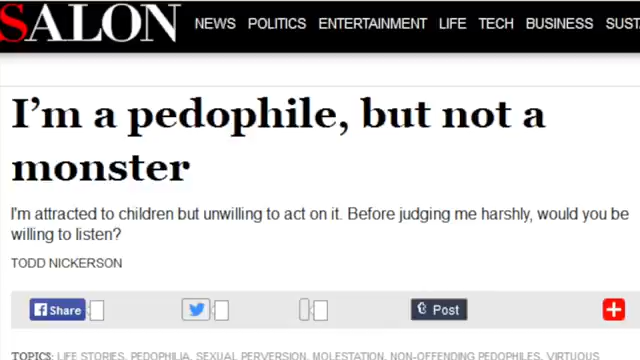 SALON NEWS POLITICS ENTERTAINMENT LIFE TECH BUSINESS SUST
I'm a pedophile, but not a
monster
I'm attracted to children but unwilling to act on it. Before judging me harshly, would you be
willing to listen?
TODD NICKERSON
Share Post
TOPICS: LIFE STORIES, PEDOPHILIA, SEXUAL PERVERSION, MOLESTATION, NON-OFFENDING PEDOPHILES, VIRTUOUS